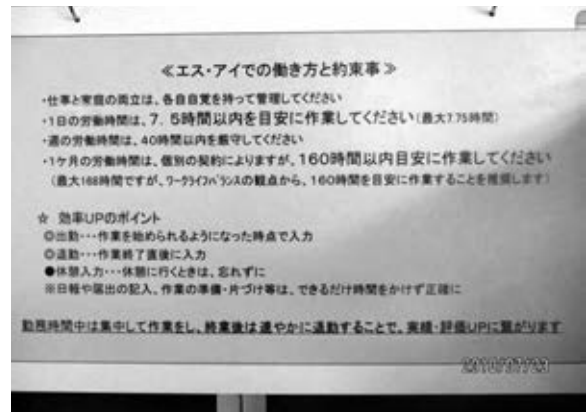 ≪エス・アイでの働き方と約束事≫
・仕事と家庭の両立は、各自自覚を持って管理してください
・1日の労働時間は、7.5時間以内を目安に作業してください(最大7.75時間)
・週の労働時間は、40時間以内を厳守してください
・1ケ月の労働時間は、個別の契約によりますが、160時間以内目安に作業してください
(最大168時間ですが、ワークライフバランスの観点から、160時間を目安に作業することを推奨します)
☆ 効率UPのポイント
◎出勤・・・作業を始められるようになった時点で入力
◎退勤・・・作業終了直後に入力
●休憩入力・・・休憩に行くときは、忘れずに
※日報や届出の記入、作業の準備・片づけ等は、できるだけ時間をかけず正確に
勤務時間中は集中して作業をし、終業後は速やかに退勤することで、実績・評価UPに繋がります
2010/07/23